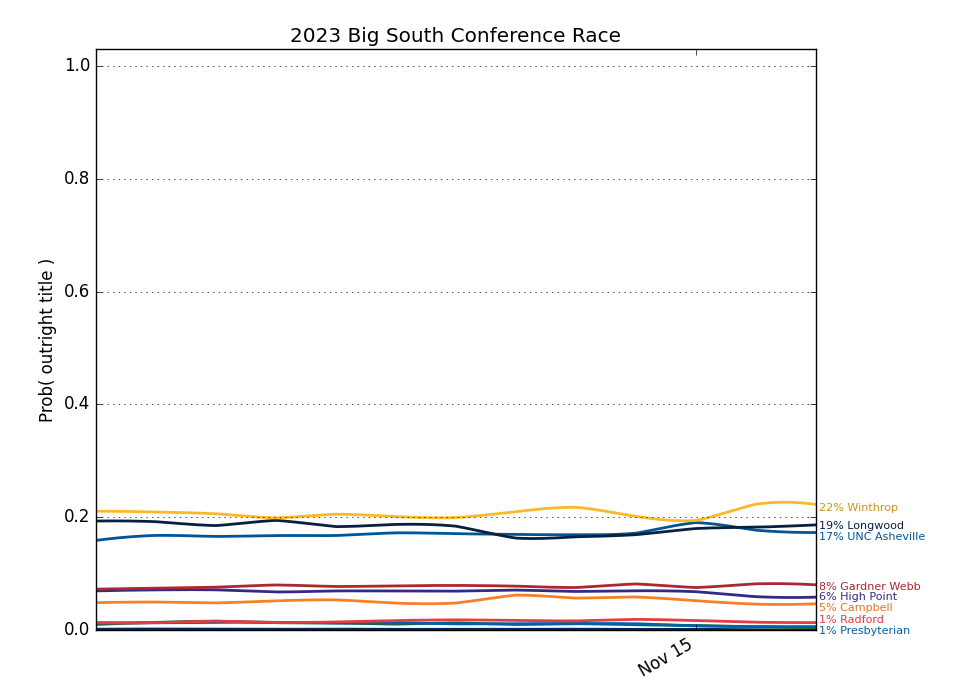 2023 Big South Conference Race
Prob( outright title )
1.0
0.8
0.6
0.4
0.2
0.0
Nov 15
22% Winthrop
19% Longwood
17% UNC Asheville
8% Gardner Webb
6% High Point
5% Campbell
1% Radford
1% Presbyterian